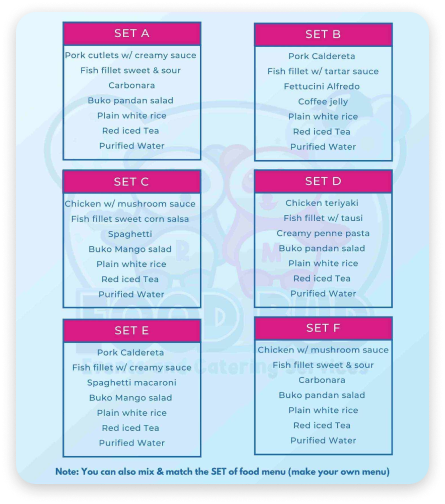 SET A
Pork cutlets w/ creamy sauce
Fish fillet sweet & sour
Carbonara
Buko pandan salad
Plain white rice
Red iced Tea
Purified Water
SET B
Pork Caldereta
Fish fillet w/ tartar sauce
Fettucini Alfredo
Coffee jelly
Plain white rice
Red iced Tea
Purified Water
SET C
Chicken w/ mushroom sauce
Fish fillet sweet corn salsa
Spaghetti
Buko Mango salad
Plain white rice
Red iced Tea
Purified Water
SET D
Chicken teriyaki
Fish fillet w/ tausi
Creamy penne pasta
Buko pandan salad
Plain white rice
Red iced Tea
Purified Water
SET E
Pork Caldereta
Fish fillet w/ creamy sauce
Spaghetti macaroni
Buko Mango salad
Plain white rice
Red iced Tea
Purified Water
SET F
Chicken w/ mushroom sauce
Fish fillet sweet & sour
Carbonara
Buko pandan salad
Plain white rice
Red iced Tea
Purified Water
Note: You can also mix & match the SET of food menu (make your own menu)